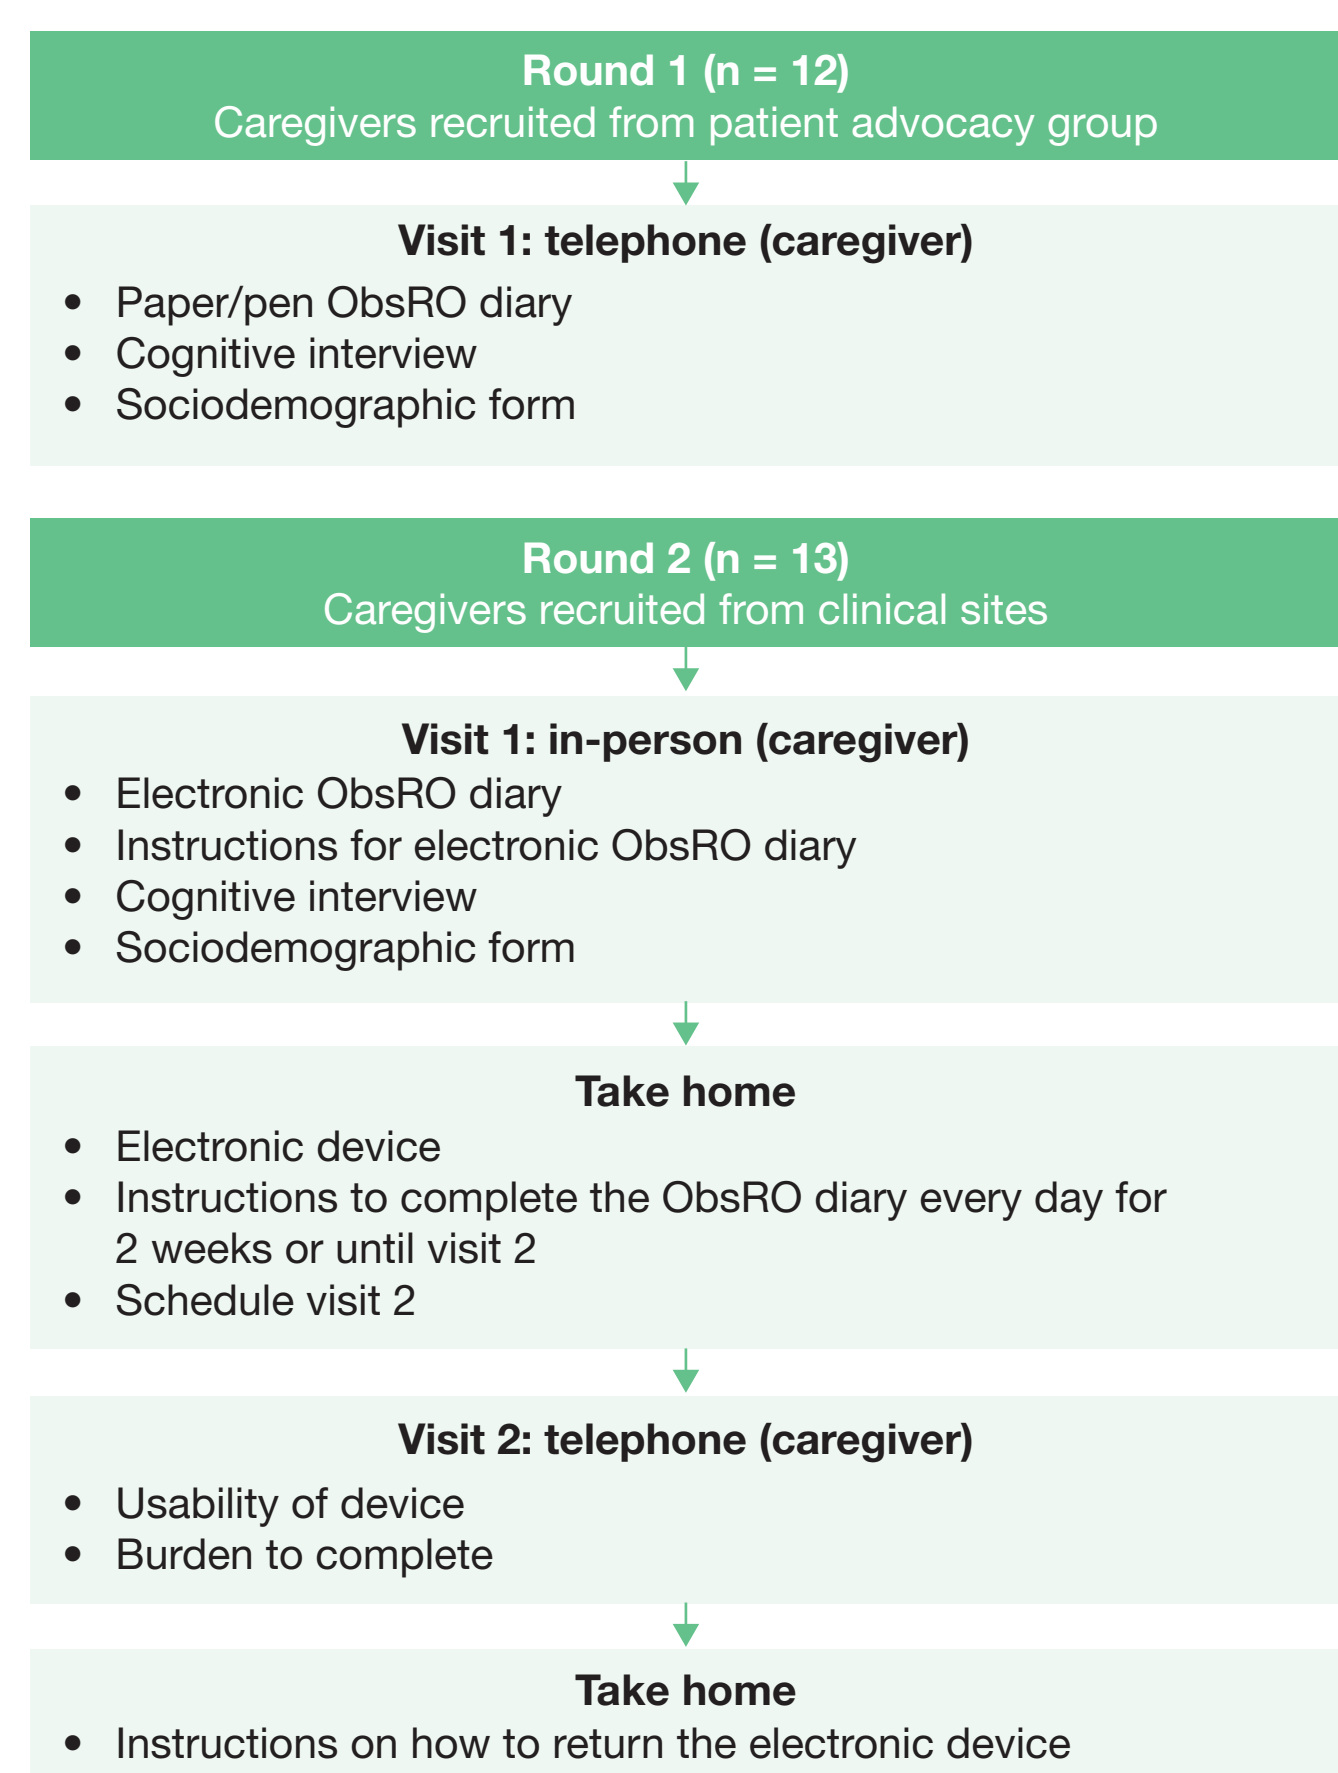 Round 1 (n = 12)
Caregivers recruited from patient advocacy group
Visit 1: telephone (caregiver)
• Paper/pen ObsRO diary
• Cognitive interview
• Sociodemographic form
Round 2 (n = 13)
Caregivers recruited from clinical sites
Visit 1: in-person (caregiver)
• Electronic ObsRO diary
• Instructions for electronic ObsRO diary
• Cognitive interview
• Sociodemographic form
Take home
• Electronic device
• Instructions to complete the ObsRO diary every day for
2 weeks or until visit 2
• Schedule visit 2
Visit 2: telephone (caregiver)
• Usability of device
• Burden to complete
Take home
• Instructions on how to return the electronic device